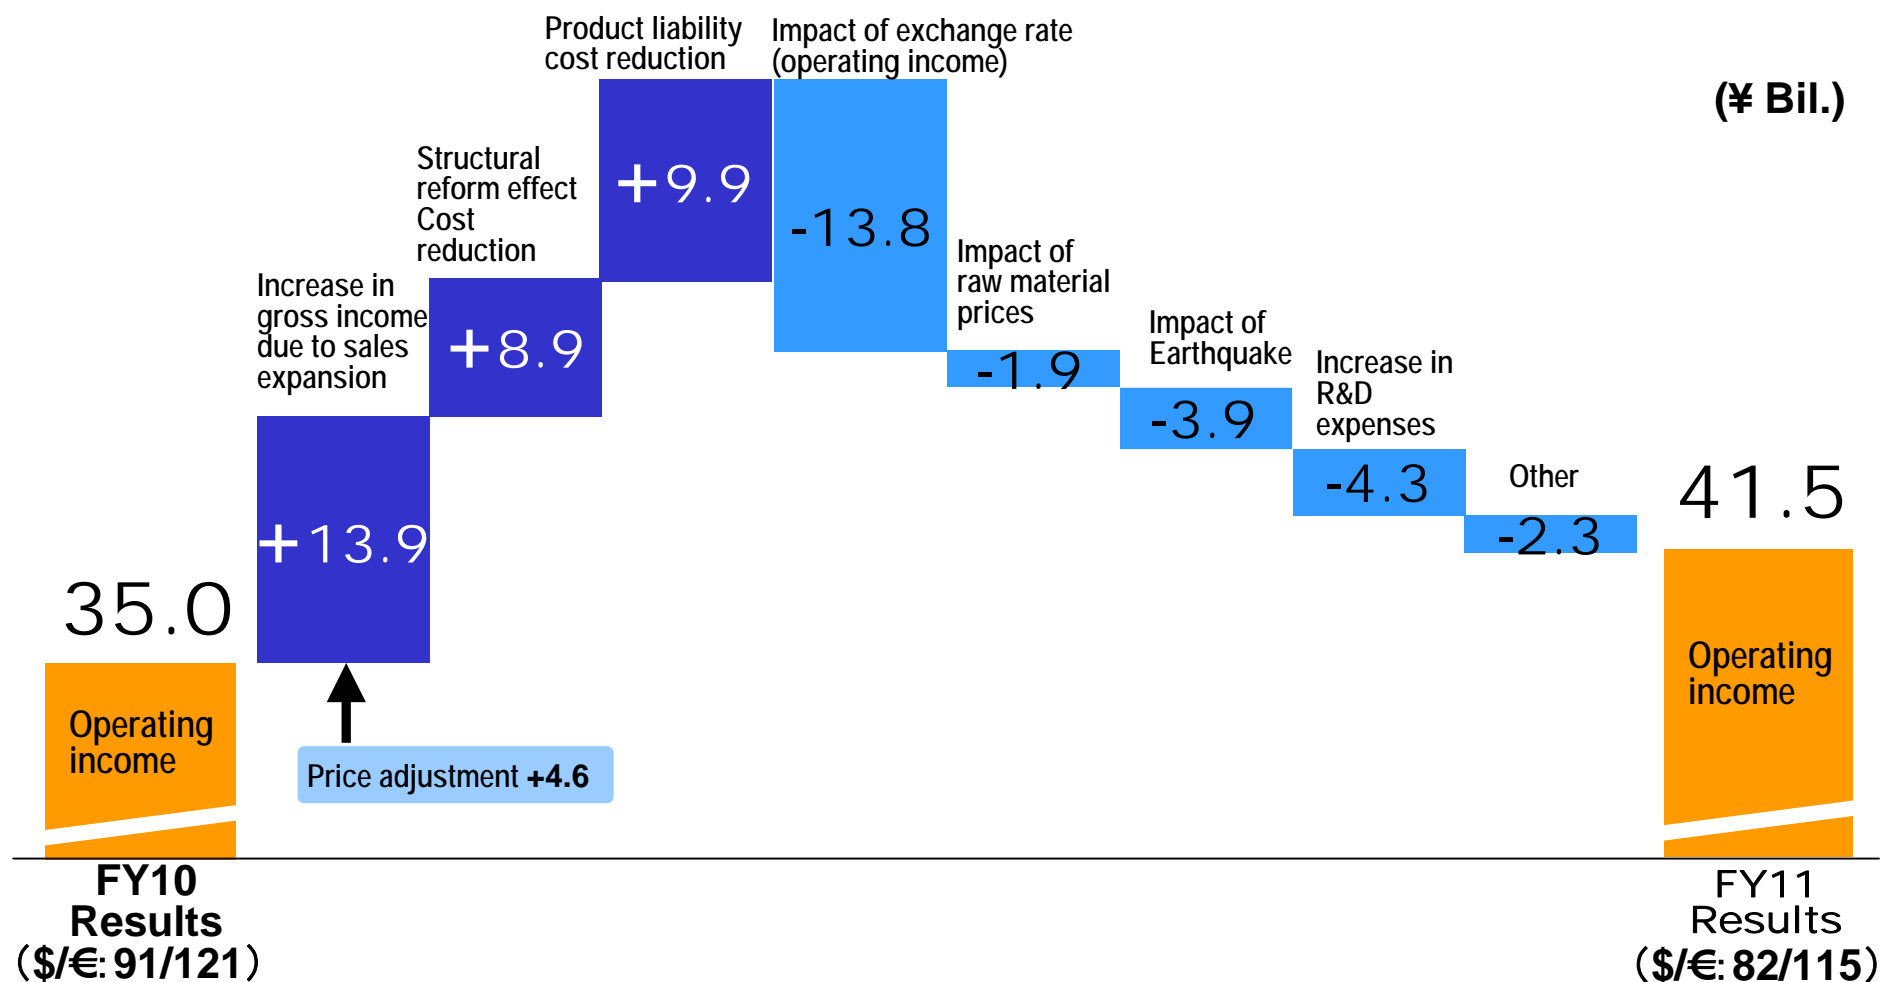 Product liability
cost reduction
Impact of exchange rate
(operating income)
(¥ Bil.)
Structural
reform effect
Cost
reduction
+9.9
-13.8
Impact of
raw material
prices
Increase in
gross income
due to sales
expansion
+8.9
-1.9
Impact of
Earthquake
-3.9
Increase in
R&D
expenses
-4.3
Other
-2.3
41.5
+13.9
35.0
Operating
income
Operating
income
Price adjustment +4.6
FY10
Results
($/€: 91/121)
FY11
Results
($/€: 82/115)